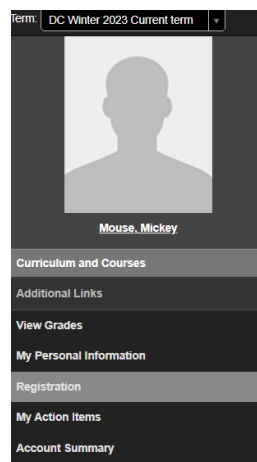 Term: DC Winter 2023 Current term
Mouse, Mickey
Curriculum and Courses
Additional Links
View Grades
My Personal Information
Registration
My Action Items
Account Summary